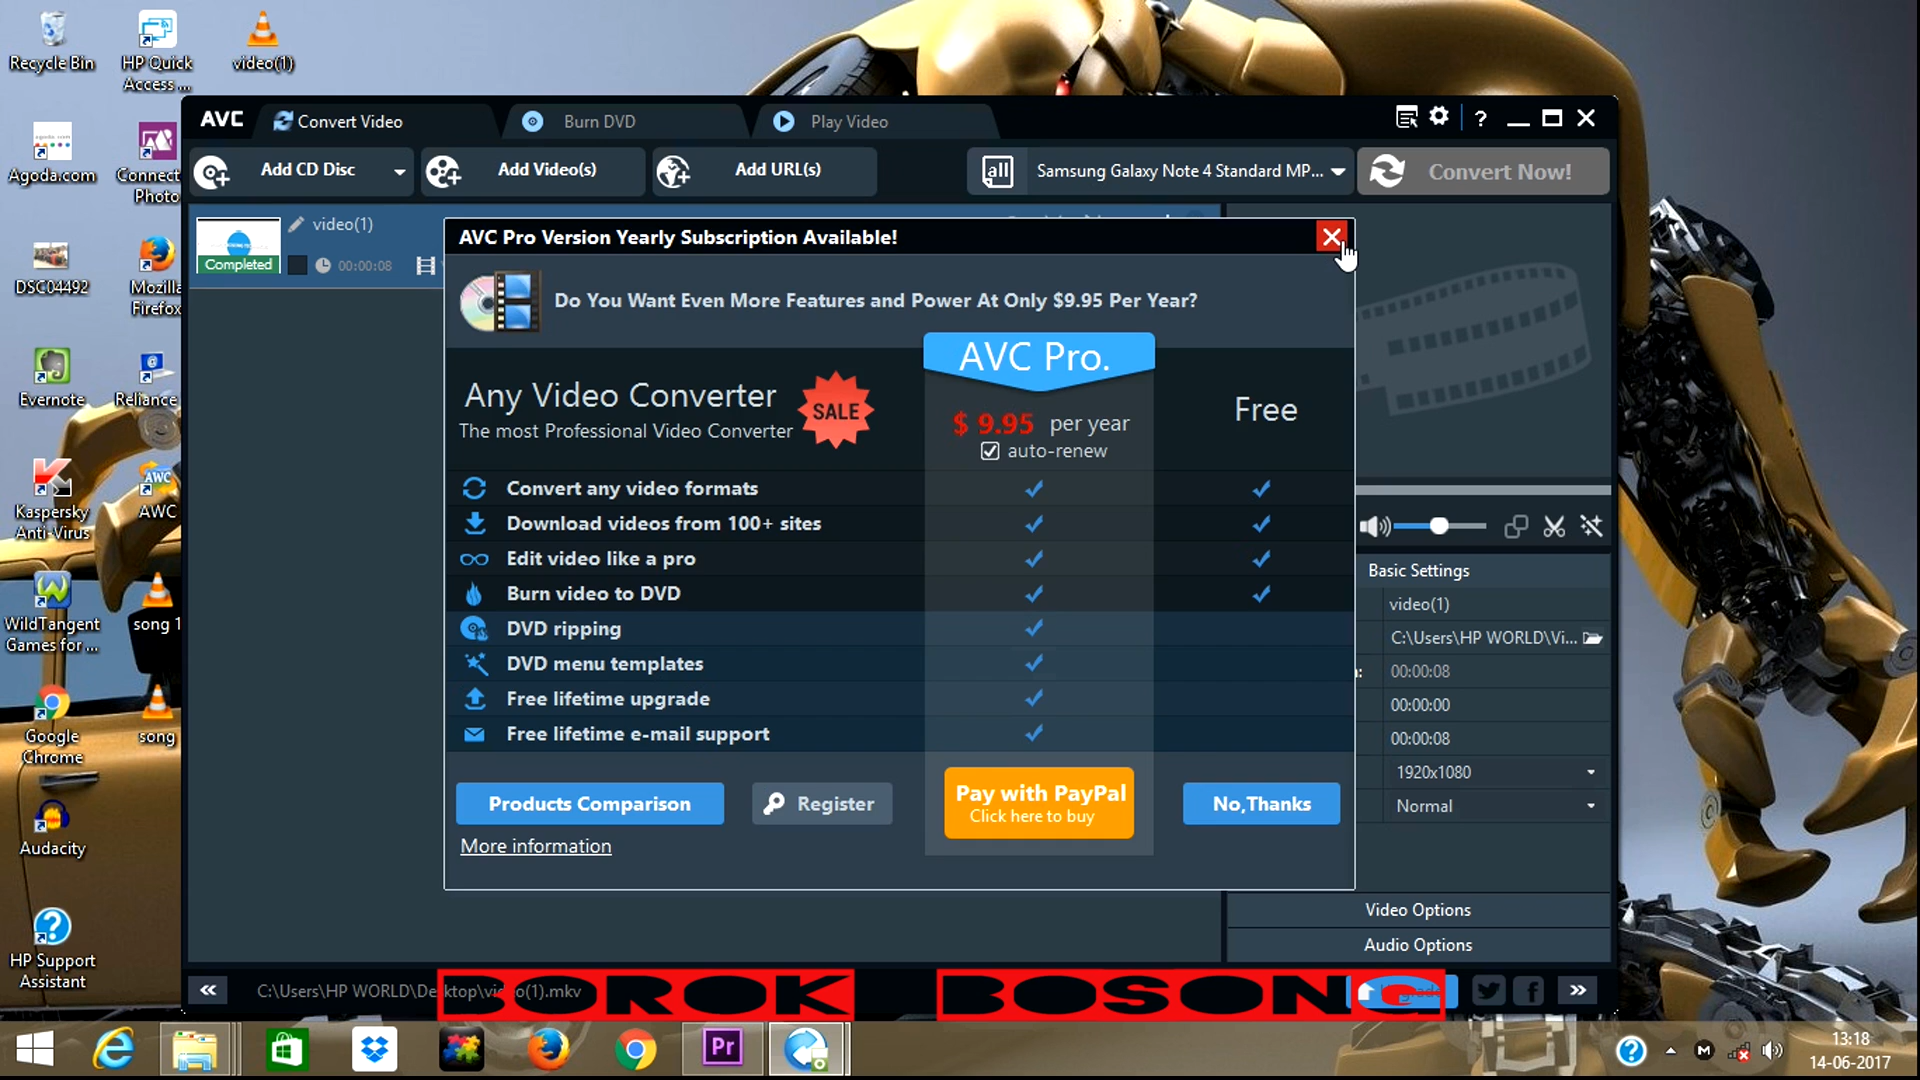 Recycle Bin
HP Quick
Access ...
video(1)
Agoda.com
Connect
Photo
DSC04492
Mozilla
Firefox
Evernote
Reliance
Kaspersky
Anti-Virus
AWC
AWC
WildTangent
Games for ...
song 1
Google
Chrome
song
Audacity
HP Support
Assistant
AVC
Convert Video
Burn DVD
Play Video
?
Add CD Disc
Add Video(s)
Add URL(s)
all
Samsung Galaxy Note 4 Standard MP...
Convert Now!
video(1)
Completed
00:00:08
AVC Pro Version Yearly Subscription Available!
Do You Want Even More Features and Power At Only $9.95 Per Year?
Any Video Converter
SALE
The most Professional Video Converter
AVC Pro.
$ 9.95 per year
auto-renew
Free
Convert any video formats
Download videos from 100+ sites
Edit video like a pro
Burn video to DVD
DVD ripping
DVD menu templates
Free lifetime upgrade
Free lifetime e-mail support
Products Comparison
Register
Pay with PayPal
Click here to buy
No,Thanks
More information
Basic Settings
video(1)
C:\Users\HP WORLD\Vi...
00:00:08
00:00:00
00:00:08
1920x1080
Normal
Video Options
Audio Options
C:\Users\HP WORLD\Desktop\video(1).mkv
BOROK BOSONG
Pr
13:18
14-06-2017